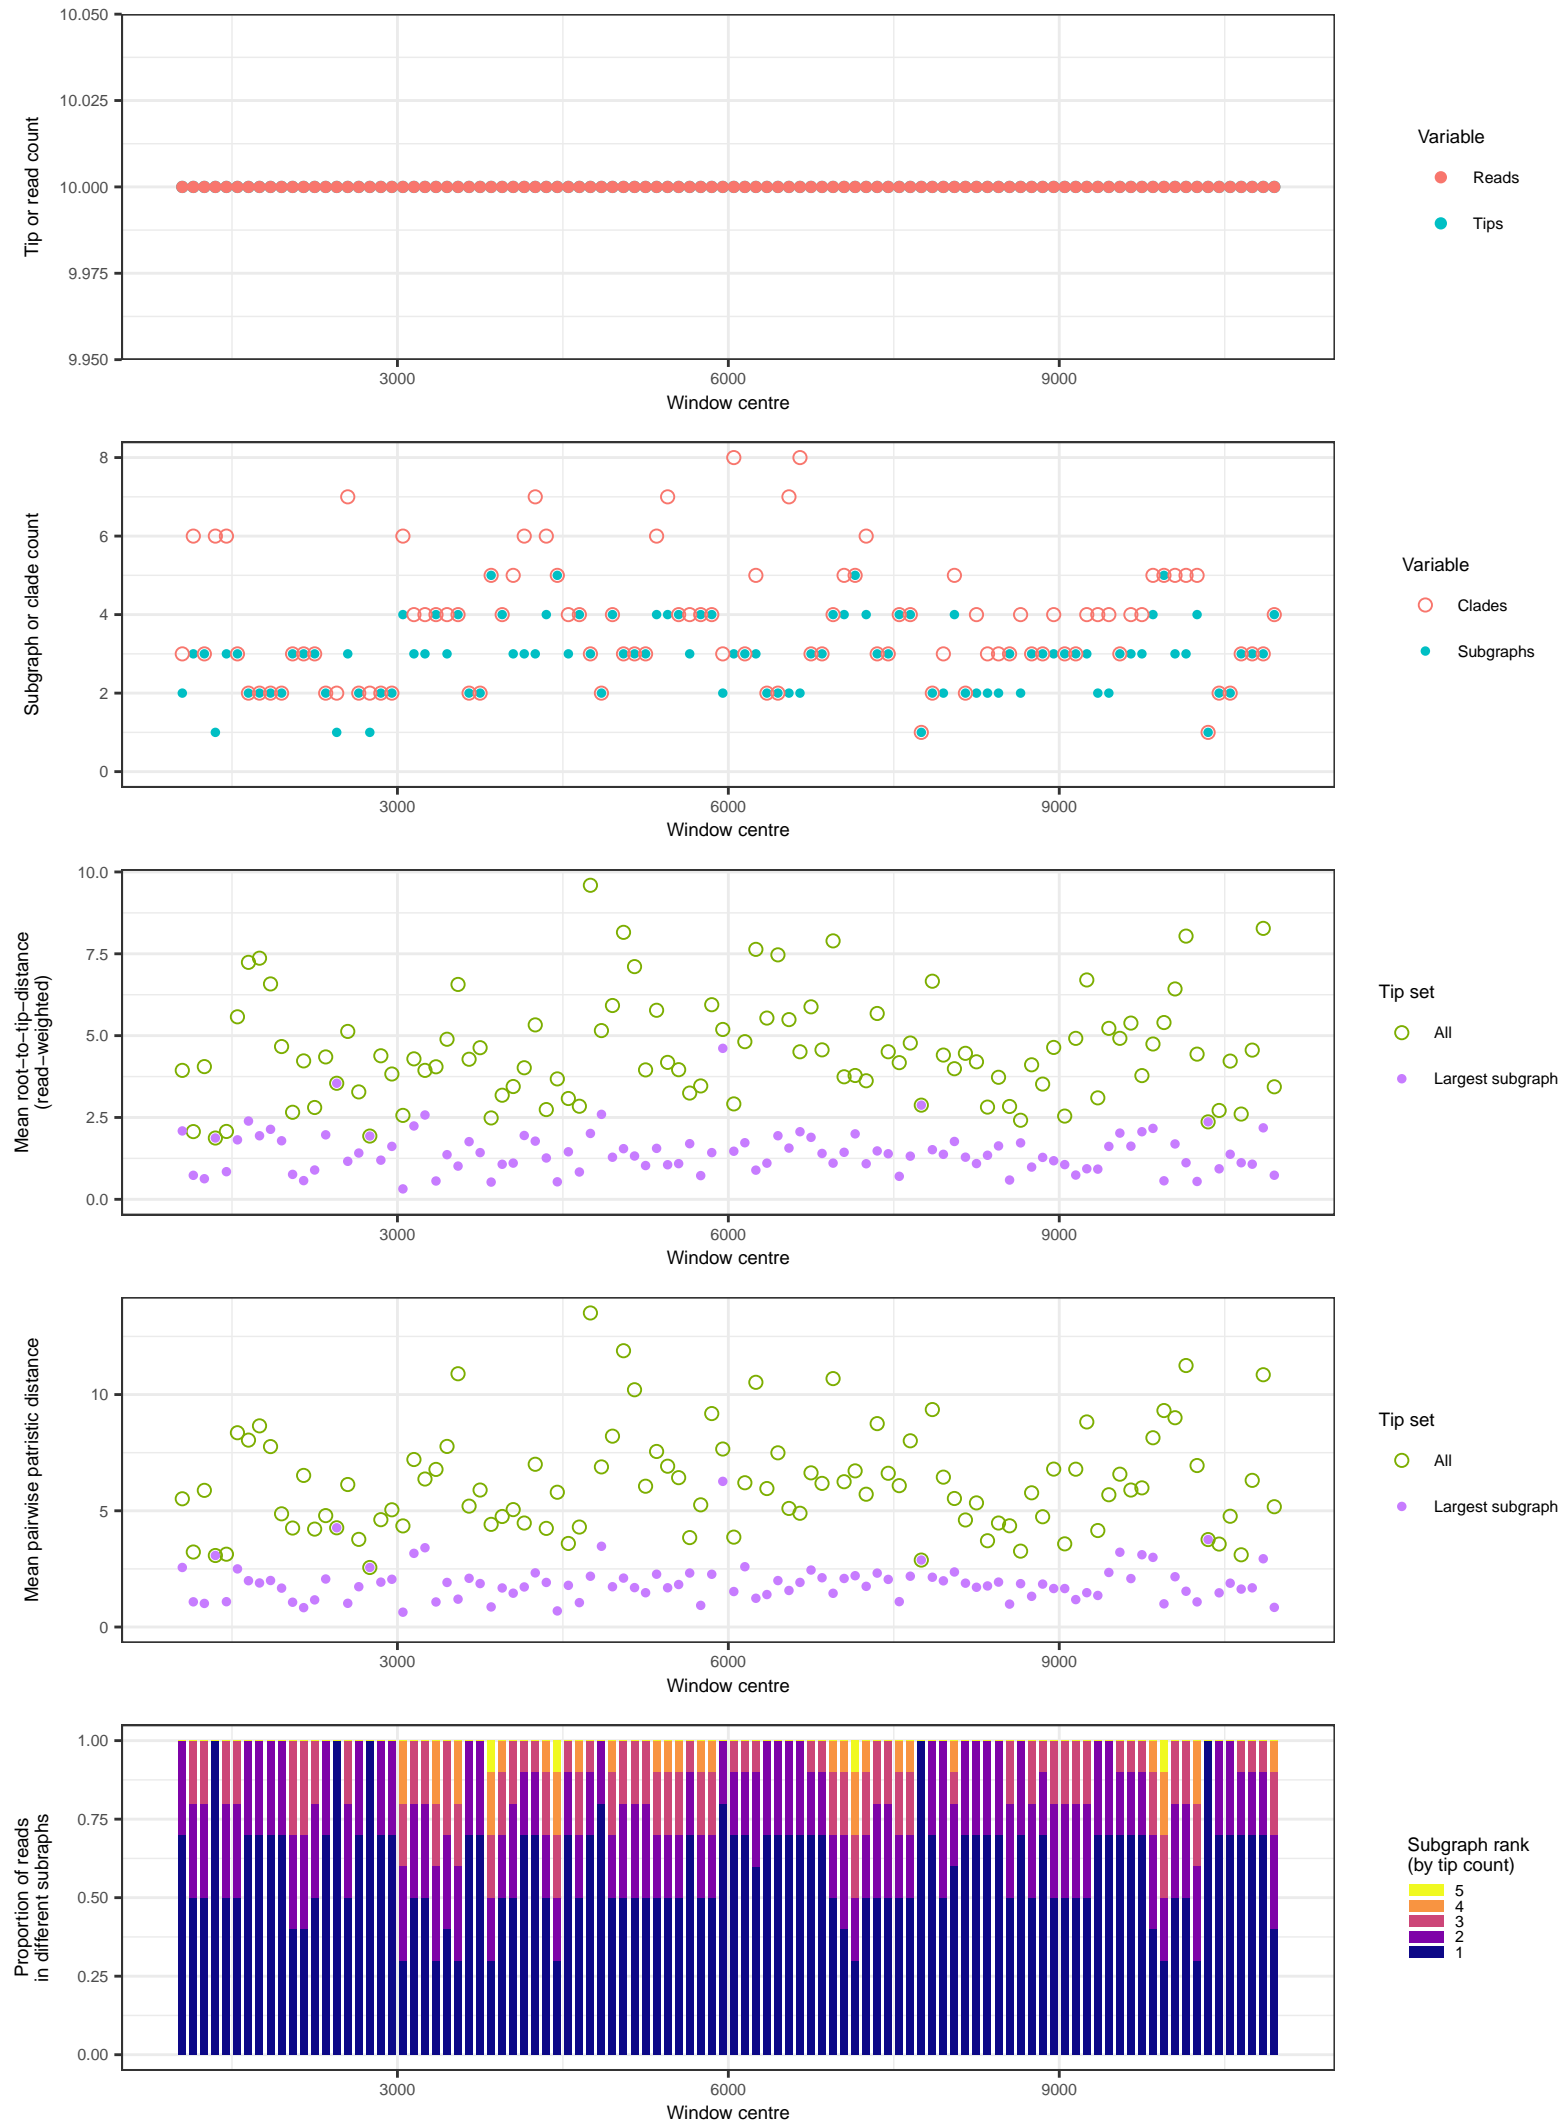 10.050
10.025
10.000
9.975
9.950
Tip or read count
3000
6000
9000
Window centre
Variable
Reads
Tips
8
6
4
2
0
Subgraph or clade count
3000
6000
9000
Window centre
Variable
Clades
Subgraphs
10.0
7.5
5.0
2.5
0.0
Mean root−to−tip−distance
(read−weighted)
3000
6000
9000
Window centre
Tip set
All
Largest subgraph
10
5
0
Mean pairwise patristic distance
3000
6000
9000
Window centre
Tip set
All
Largest subgraph
1.00
0.75
0.50
0.25
0.00
Proportion of reads
in different subraphs
3000
6000
9000
Window centre
Subgraph rank
(by tip count)
5
4
3
2
1